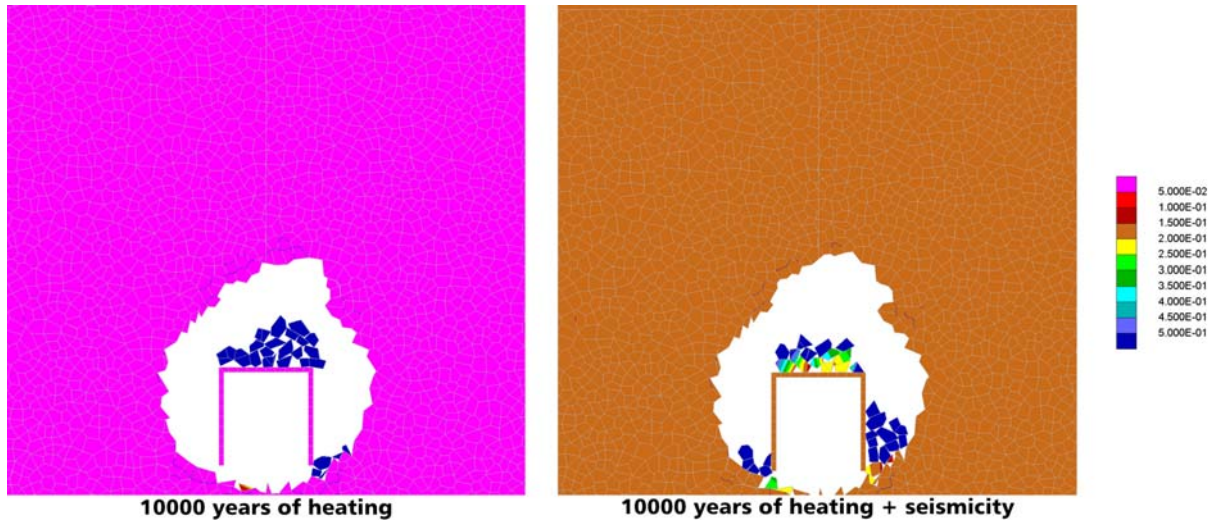 5.000E-02
1.000E-01
1.500E-01
2.000E-01
2.500E-01
3.000E-01
3.500E-01
4.000E-01
4.500E-01
5.000E-01
10000 years of heating
10000 years of heating + seismicity